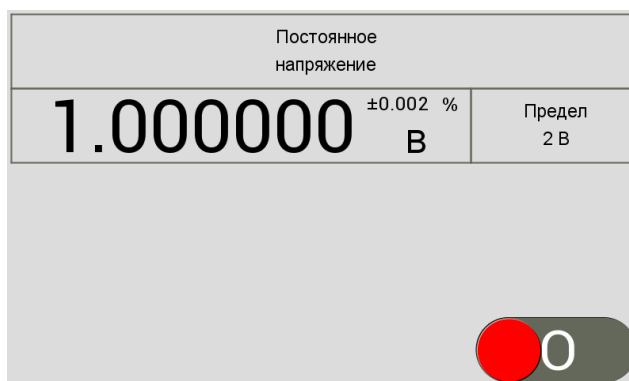 Постоянное
напряжение
1.000000 ±0.002 % В
Предел
2 В
O